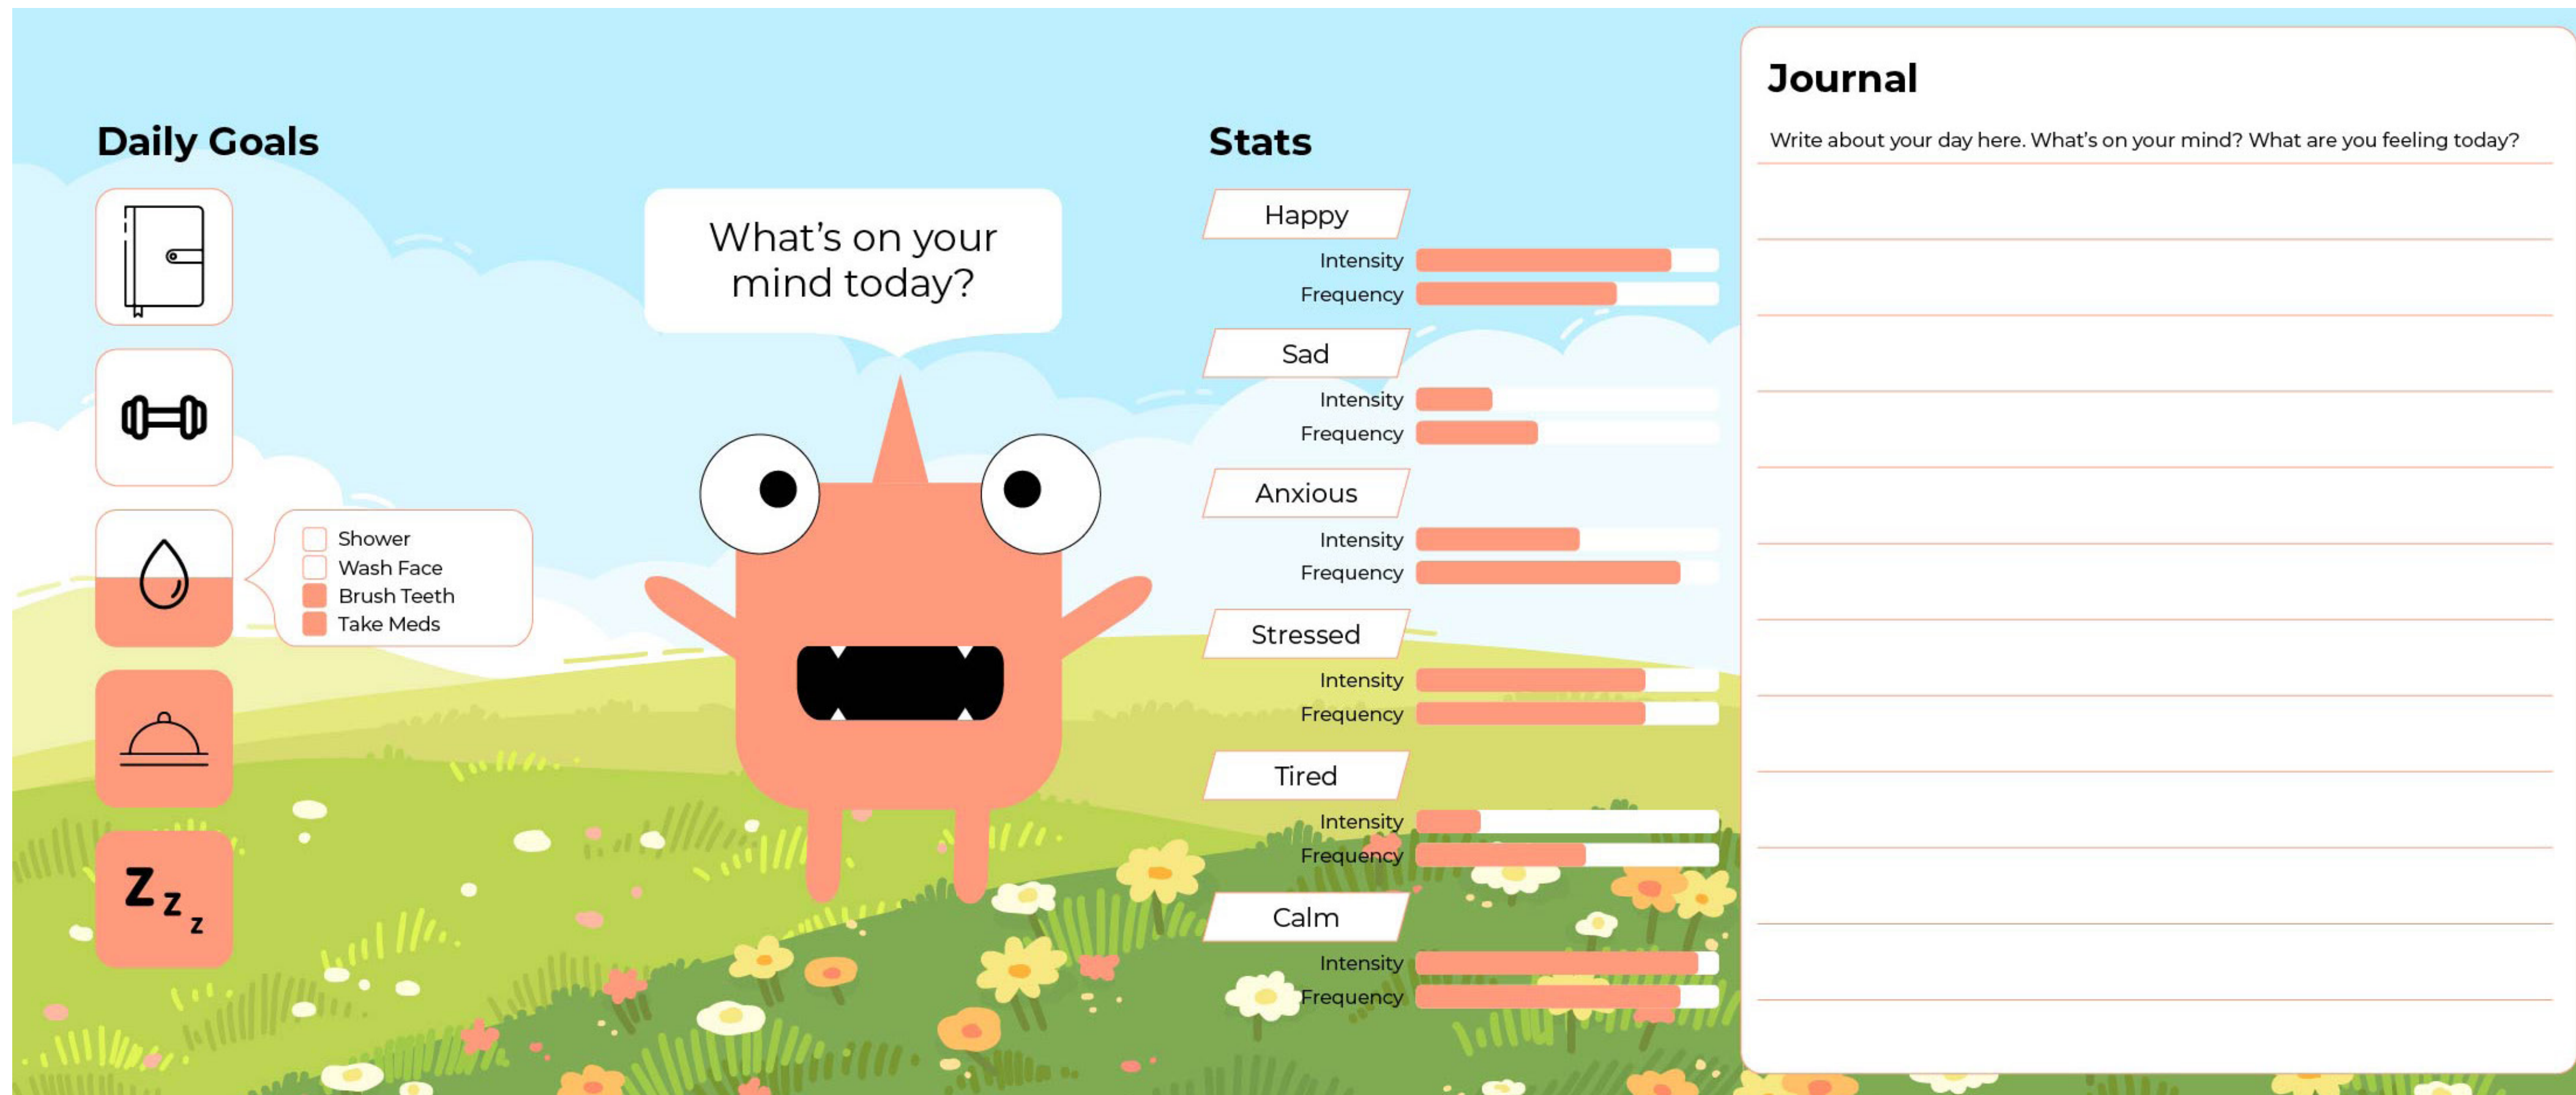 Daily Goals
Z z z
Shower
Wash Face
Brush Teeth
Take Meds
What's on your
mind today?
Stats
Happy
Intensity
Frequency
Sad
Intensity
Frequency
Anxious
Intensity
Frequency
Stressed
Intensity
Frequency
Tired
Intensity
Frequency
Calm
Intensity
Frequency
Journal
Write about your day here. What's on your mind? What are you feeling today?